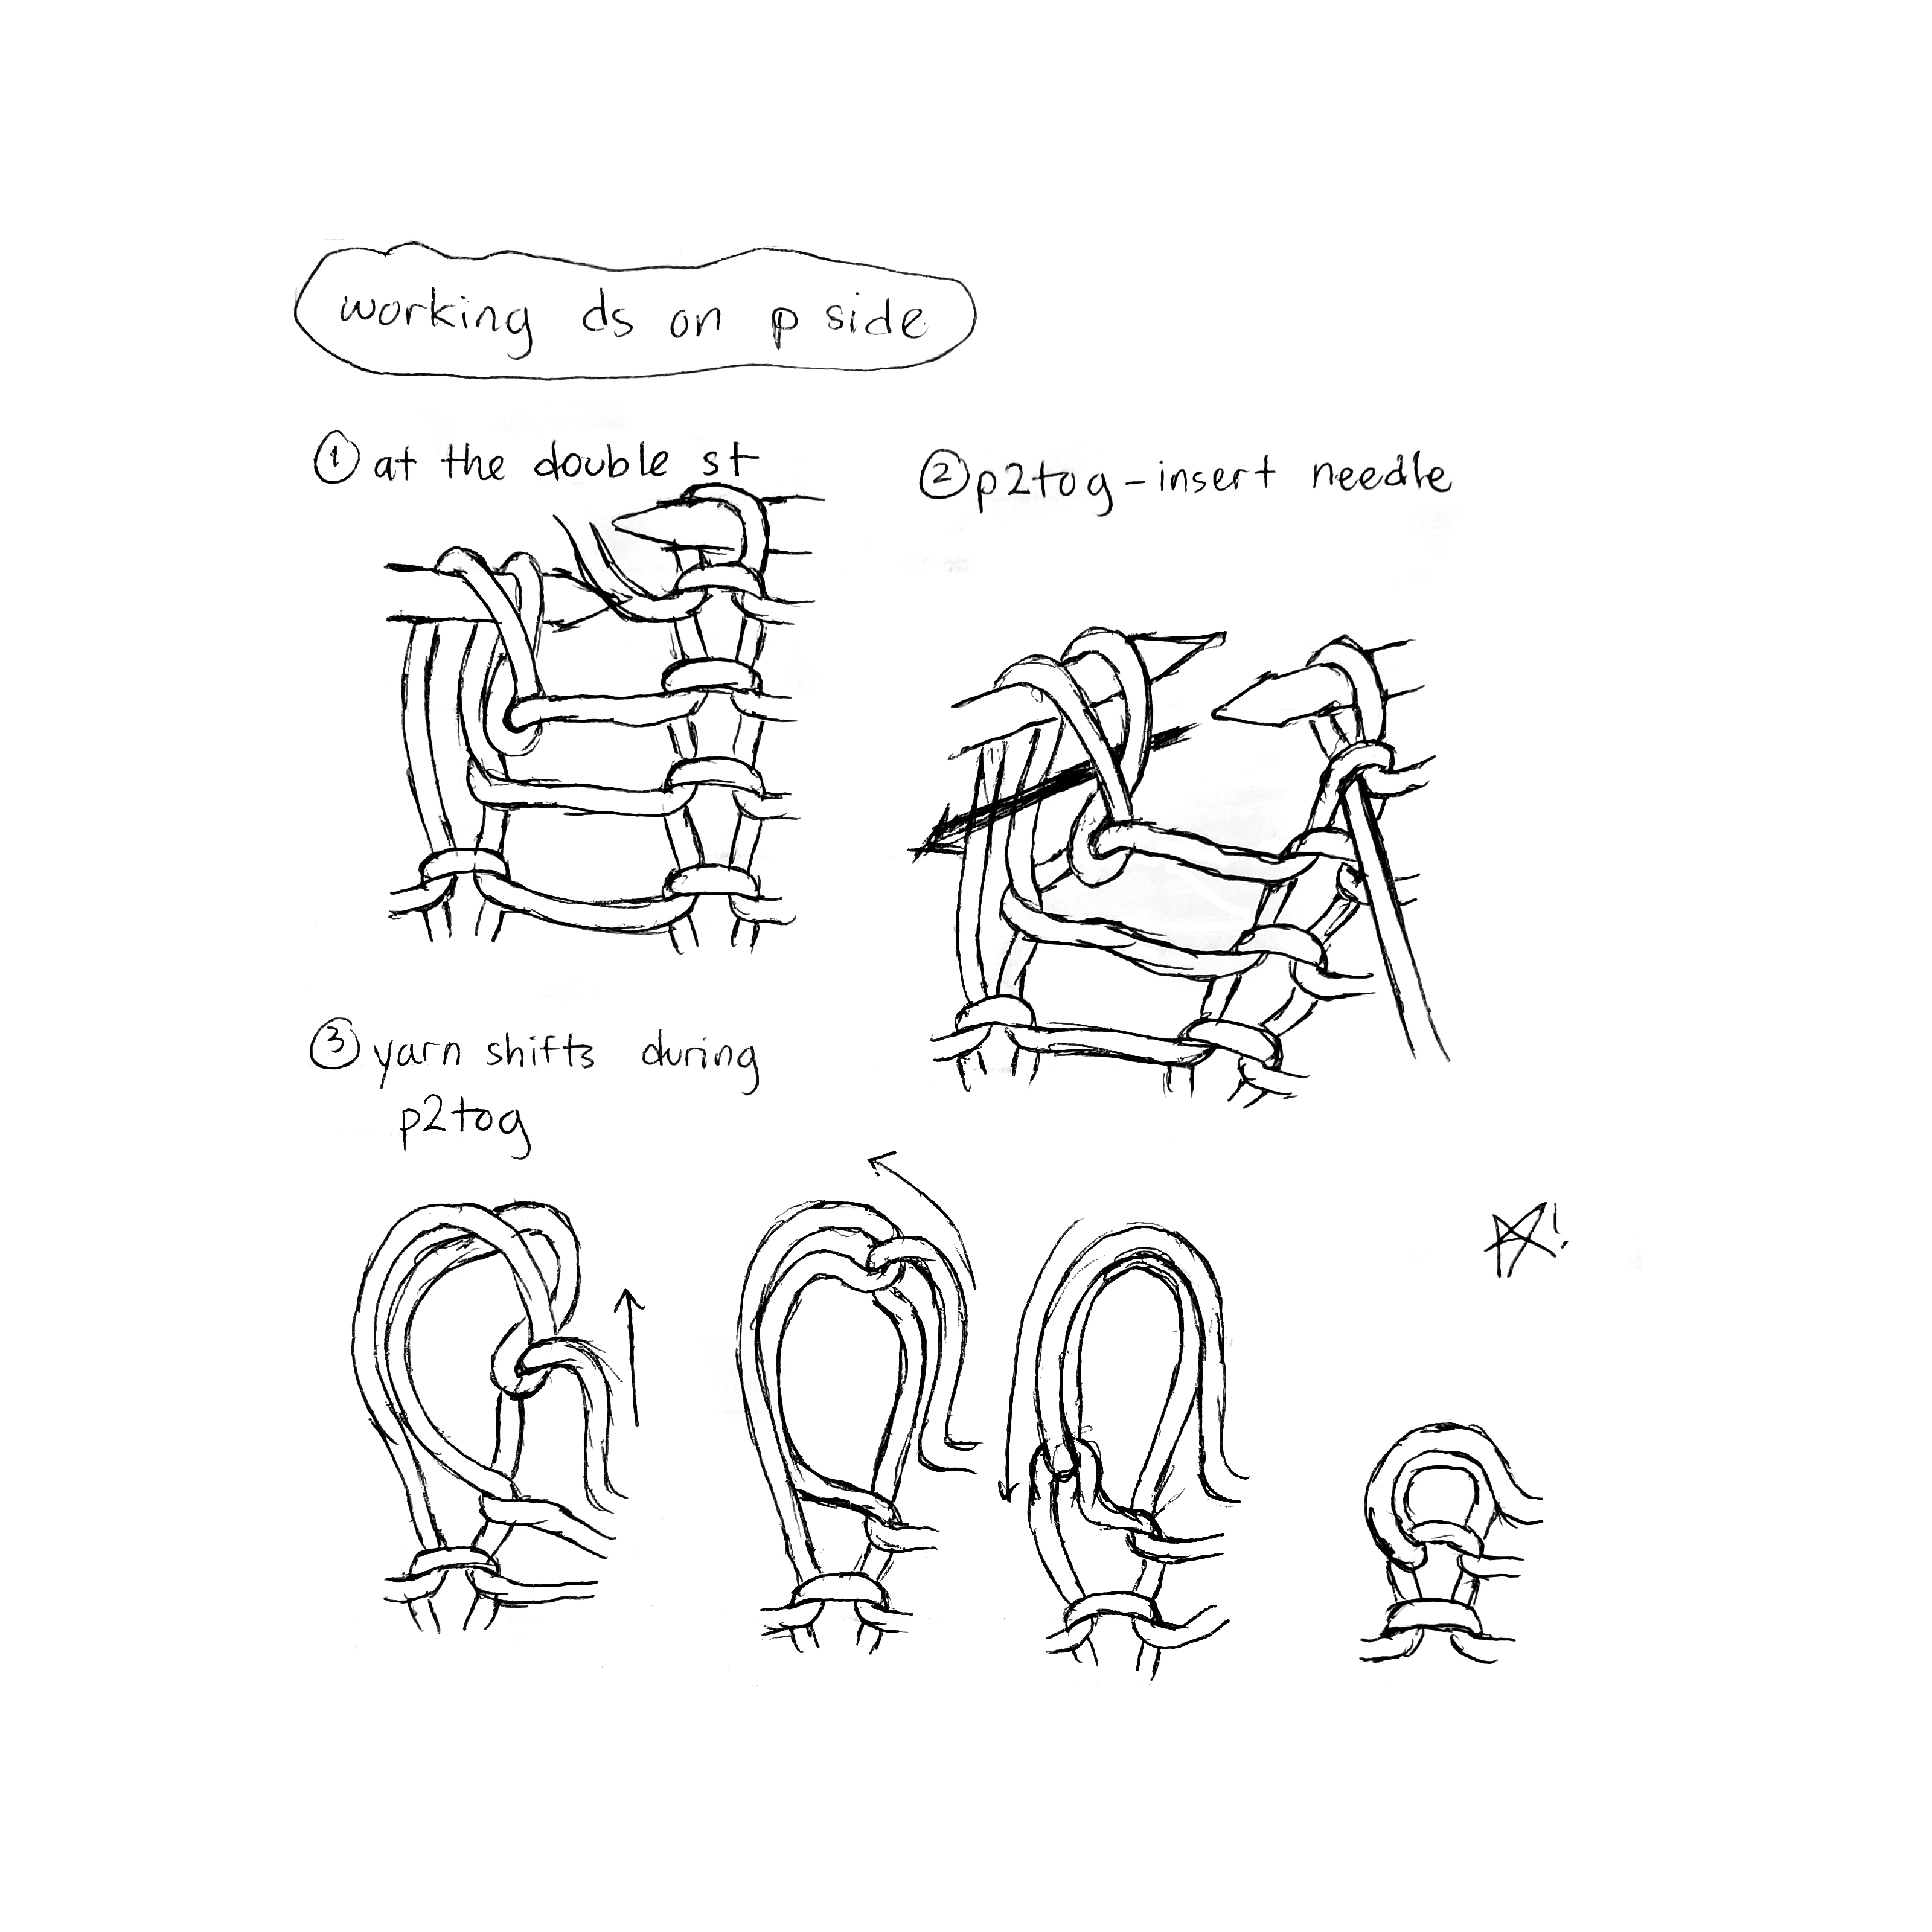 working ds on p side
① at the double st
② p2tog - insert needle
③ yarn shifts during
p2tog